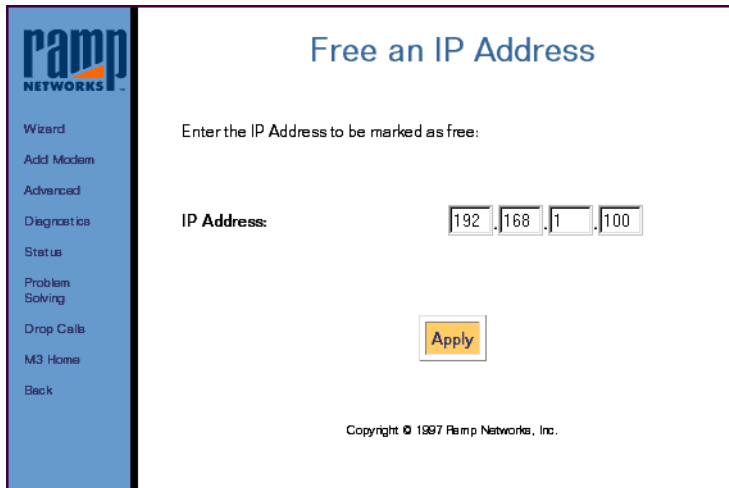 ramp
NETWORKS
Wizard
Add Modem
Advanced
Diagnostics
Status
Problem
Solving
Drop Calls
M3 Home
Back
Free an IP Address
Enter the IP Address to be marked as free:
IP Address: 192 . 168 . 1 . 100
Apply
Copyright © 1997 Ramp Networks, Inc.